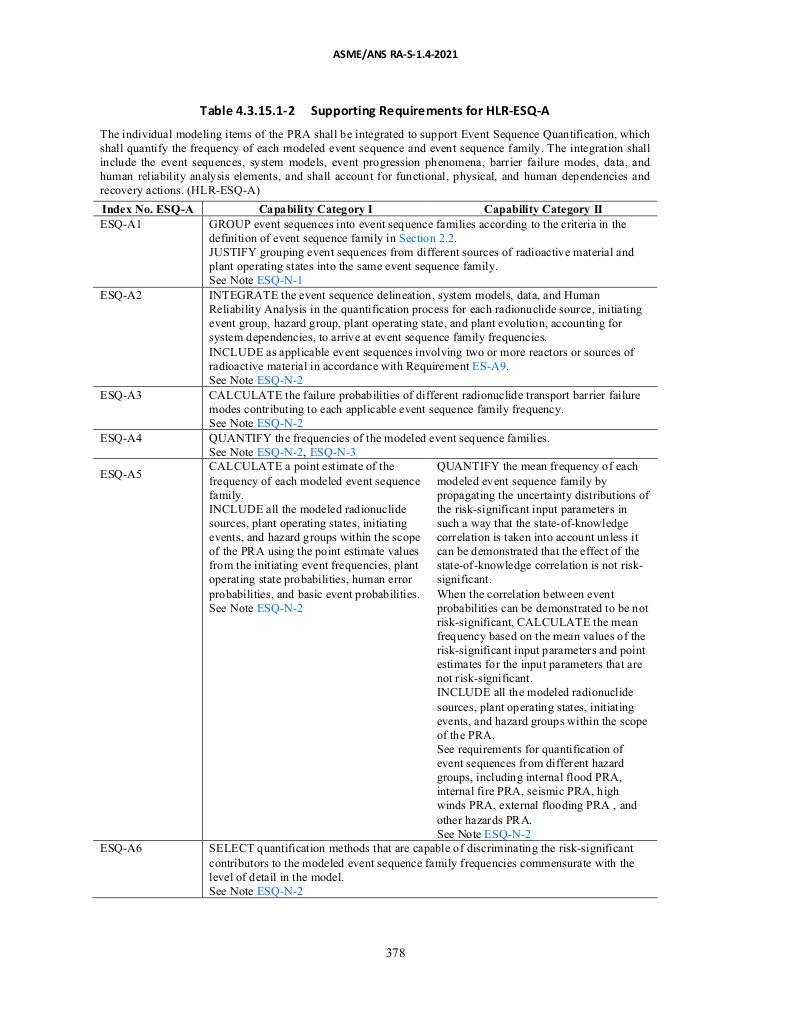 ASME/ANS RA-S-1.4-2021
Table 4.3.15.1-2 Supporting Requirements for HLR-ESQ-A
The individual modeling items of the PRA shall be integrated to support Event Sequence Quantification, which
shall quantify the frequency of each modeled event sequence and event sequence family. The integration shall
include the event sequences, system models, event progression phenomena, barrier failure modes, data, and
human reliability analysis elements, and shall account for functional, physical, and human dependencies and
recovery actions. (HLR-ESQ-A)
Index No. ESQ-A Capability Category I Capability Category II
ESQ-A1
GROUP event sequences into event sequence families according to the criteria in the
definition of event sequence family in Section 2.2.
JUSTIFY grouping event sequences from different sources of radioactive material and
plant operating states into the same event sequence family.
See Note ESQ-N-1
ESQ-A2
INTEGRATE the event sequence delineation, system models, data, and Human
Reliability Analysis in the quantification process for each radionuclide source, initiating
event group, hazard group, plant operating state, and plant evolution, accounting for
system dependencies, to arrive at event sequence family frequencies.
INCLUDE as applicable event sequences involving two or more reactors or sources of
radioactive material in accordance with Requirement ES-A9.
See Note ESQ-N-2
ESQ-A3
CALCULATE the failure probabilities of different radionuclide transport barrier failure
modes contributing to each applicable event sequence family frequency.
See Note ESQ-N-2
ESQ-A4
QUANTIFY the frequencies of the modeled event sequence families.
See Note ESQ-N-2, ESQ-N-3
ESQ-A5
CALCULATE a point estimate of the
frequency of each modeled event sequence
family.
INCLUDE all the modeled radionuclide
sources, plant operating states, initiating
events, and hazard groups within the scope
of the PRA using the point estimate values
from the initiating event frequencies, plant
operating state probabilities, human error
probabilities, and basic event probabilities.
See Note ESQ-N-2
QUANTIFY the mean frequency of each
modeled event sequence family by
propagating the uncertainty distributions of
the risk-significant input parameters in
such a way that the state-of-knowledge
correlation is taken into account unless it
can be demonstrated that the effect of the
state-of-knowledge correlation is not risk-
significant.
When the correlation between event
probabilities can be demonstrated to be not
risk-significant, CALCULATE the mean
frequency based on the mean values of the
risk-significant input parameters and point
estimates for the input parameters that are
not risk-significant.
INCLUDE all the modeled radionuclide
sources, plant operating states, initiating
events, and hazard groups within the scope
of the PRA.
See requirements for quantification of
event sequences from different hazard
groups, including internal flood PRA,
internal fire PRA, seismic PRA, high
winds PRA, external flooding PRA , and
other hazards PRA.
See Note ESQ-N-2
ESQ-A6
SELECT quantification methods that are capable of discriminating the risk-significant
contributors to the modeled event sequence family frequencies commensurate with the
level of detail in the model.
See Note ESQ-N-2
378